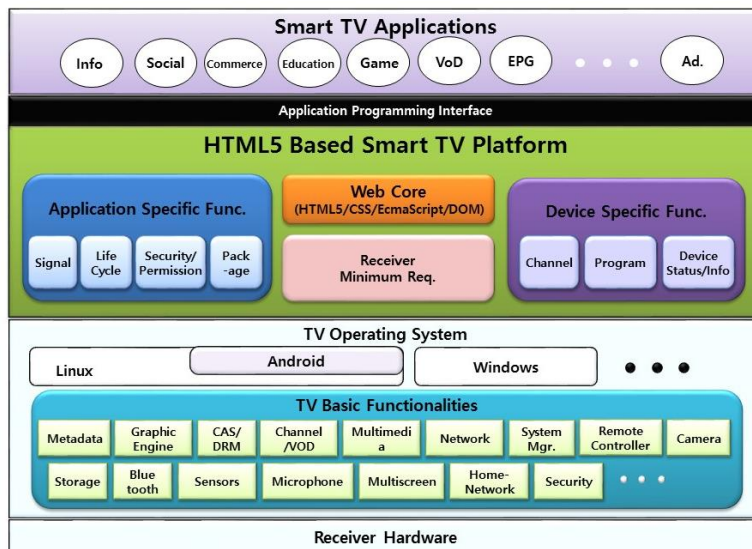 Smart TV Applications
Info
Social
Commerce
Education
Game
VoD
EPG
Ad.
Application Programming Interface
HTML5 Based Smart TV Platform
Application Specific Func.
Signal
Life
Cycle
Security/
Permission
Pack
-age
Web Core
(HTML5/CSS/EcmaScript/DOM)
Receiver
Minimum Req.
Device Specific Func.
Channel
Program
Device
Status/Info
TV Operating System
Linux
Android
Windows
TV Basic Functionalities
Metadata
Graphic
Engine
CAS/
DRM
Channel
/VOD
Multimedi
a
Network
System
Mgr.
Remote
Controller
Camera
Storage
Blue
tooth
Sensors
Microphone
Multiscreen
Home-
Network
Security
Receiver Hardware